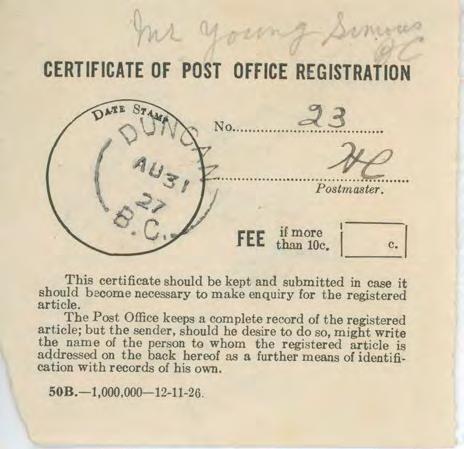 Mr Young Simons
BC
CERTIFICATE OF POST OFFICE REGISTRATION
DATE STAMP
DUNCAN
AU 31
27
B.C.
No. 23
HC
Postmaster.
FEE if more than 10c. c.
This certificate should be kept and submitted in case it
should become necessary to make enquiry for the registered
article.
The Post Office keeps a complete record of the registered
article; but the sender, should he desire to do so, might write
the name of the person to whom the registered article is
addressed on the back hereof as a further means of identifi-
cation with records of his own.
50B.—1,000,000—12-11-26.